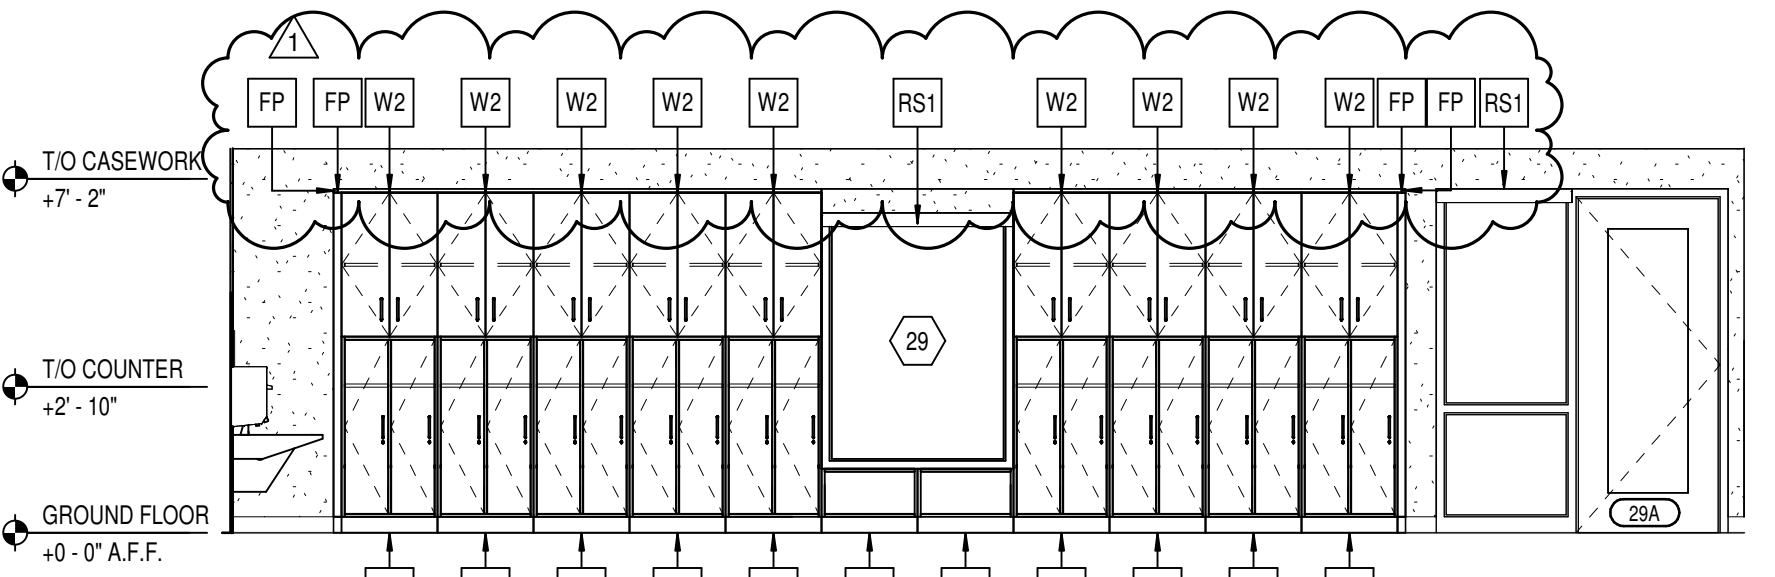 1
FP FP W2 W2 W2 W2 W2 RS1 W2 W2 W2 W2 FP FP RS1
T/O CASEWORK
+7' - 2"
29
T/O COUNTER
+2' - 10"
GROUND FLOOR
29A
+0 - 0" A.F.F.